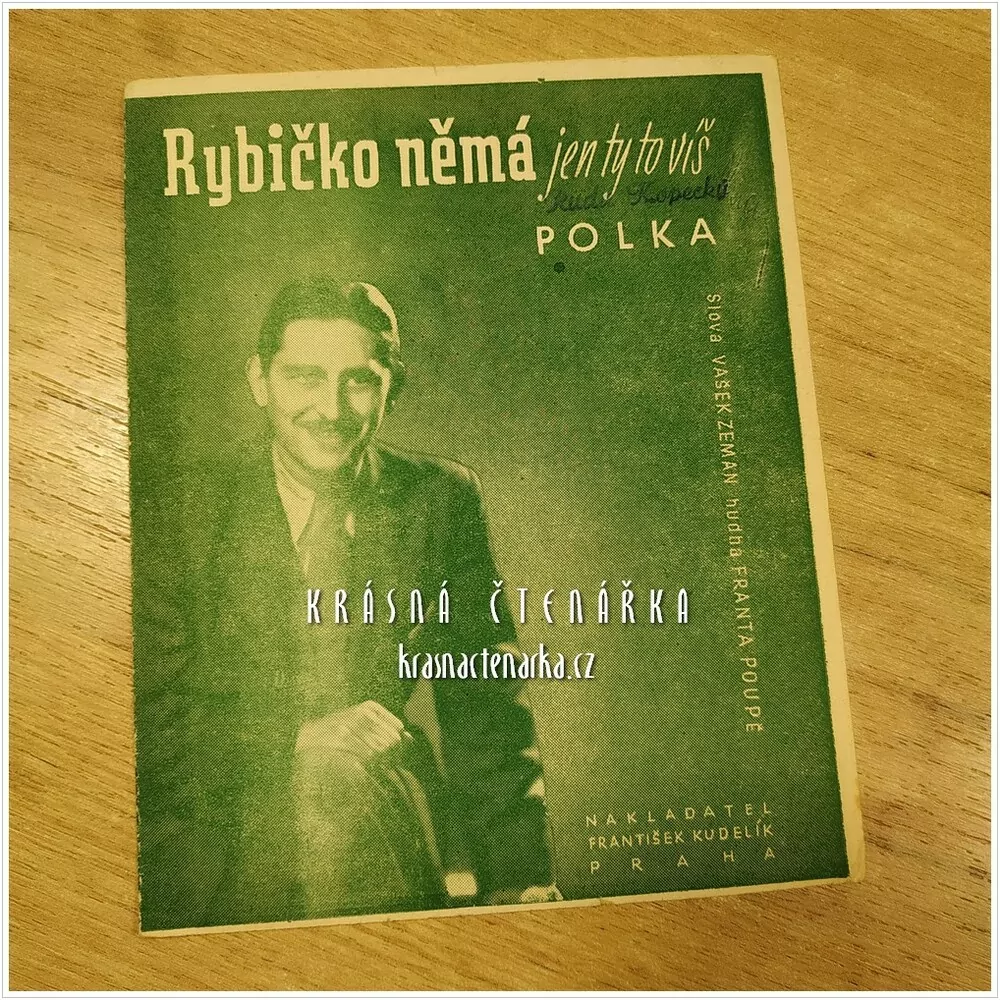 Rybičko němá jen ty to víš
Rud. Kopecký
POLKA
Slova VAŠEK ZEMAN hudba FRANTA POUPĚ
KRÁSNÁ ČTENÁŘKA
krasnactenarka.cz
NAKLADATEL
FRANTIŠEK KUDELÍK
PRAHA